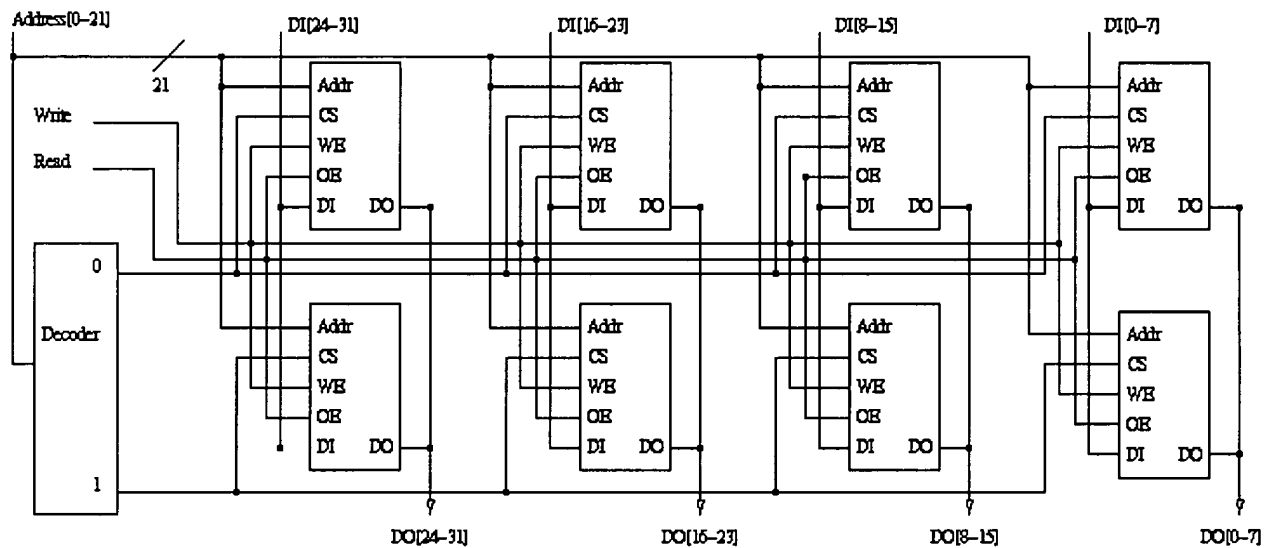 Address[0-21]
DI[24-31]
DI[16-23]
DI[8-15]
DI[0-7]
21
Write
Read
Addr
CS
WE
OE
DI DO
Addr
CS
WE
OE
DI DO
Addr
CS
WE
OE
DI DO
Addr
CS
WE
OE
DI DO
0
Decoder
1
Addr
CS
WE
OE
DI DO
Addr
CS
WE
OE
DI DO
Addr
CS
WE
OE
DI DO
Addr
CS
WE
OE
DI DO
DO[24-31]
DO[16-23]
DO[8-15]
DO[0-7]